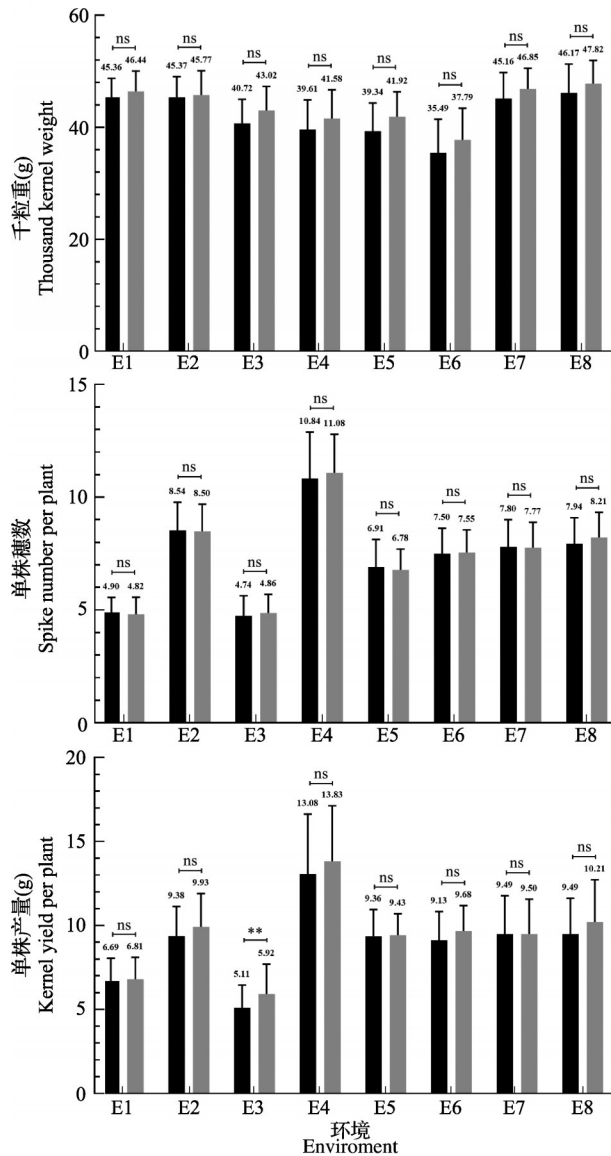 千粒重(g)
Thousand kernel weight
60
40
20
0
ns ns ns ns ns ns ns ns
45.36 46.44 45.37 45.77 40.72 43.02 39.61 41.58 39.34 41.92 35.49 37.79 45.16 46.85 46.17 47.82
E1 E2 E3 E4 E5 E6 E7 E8
单株穗数
Spike number per plant
15
10
5
0
ns ns ns ns ns ns ns ns
4.90 4.82 8.54 8.50 4.74 4.86 10.84 11.08 6.91 6.78 7.50 7.55 7.80 7.77 7.94 8.21
E1 E2 E3 E4 E5 E6 E7 E8
单株产量(g)
Kernel yield per plant
20
15
10
5
0
ns ns ** ns ns ns ns ns
6.69 6.81 9.38 9.93 5.11 5.92 13.08 13.83 9.36 9.43 9.13 9.68 9.49 9.50 9.49 10.21
E1 E2 E3 E4 E5 E6 E7 E8
环境
Enviroment